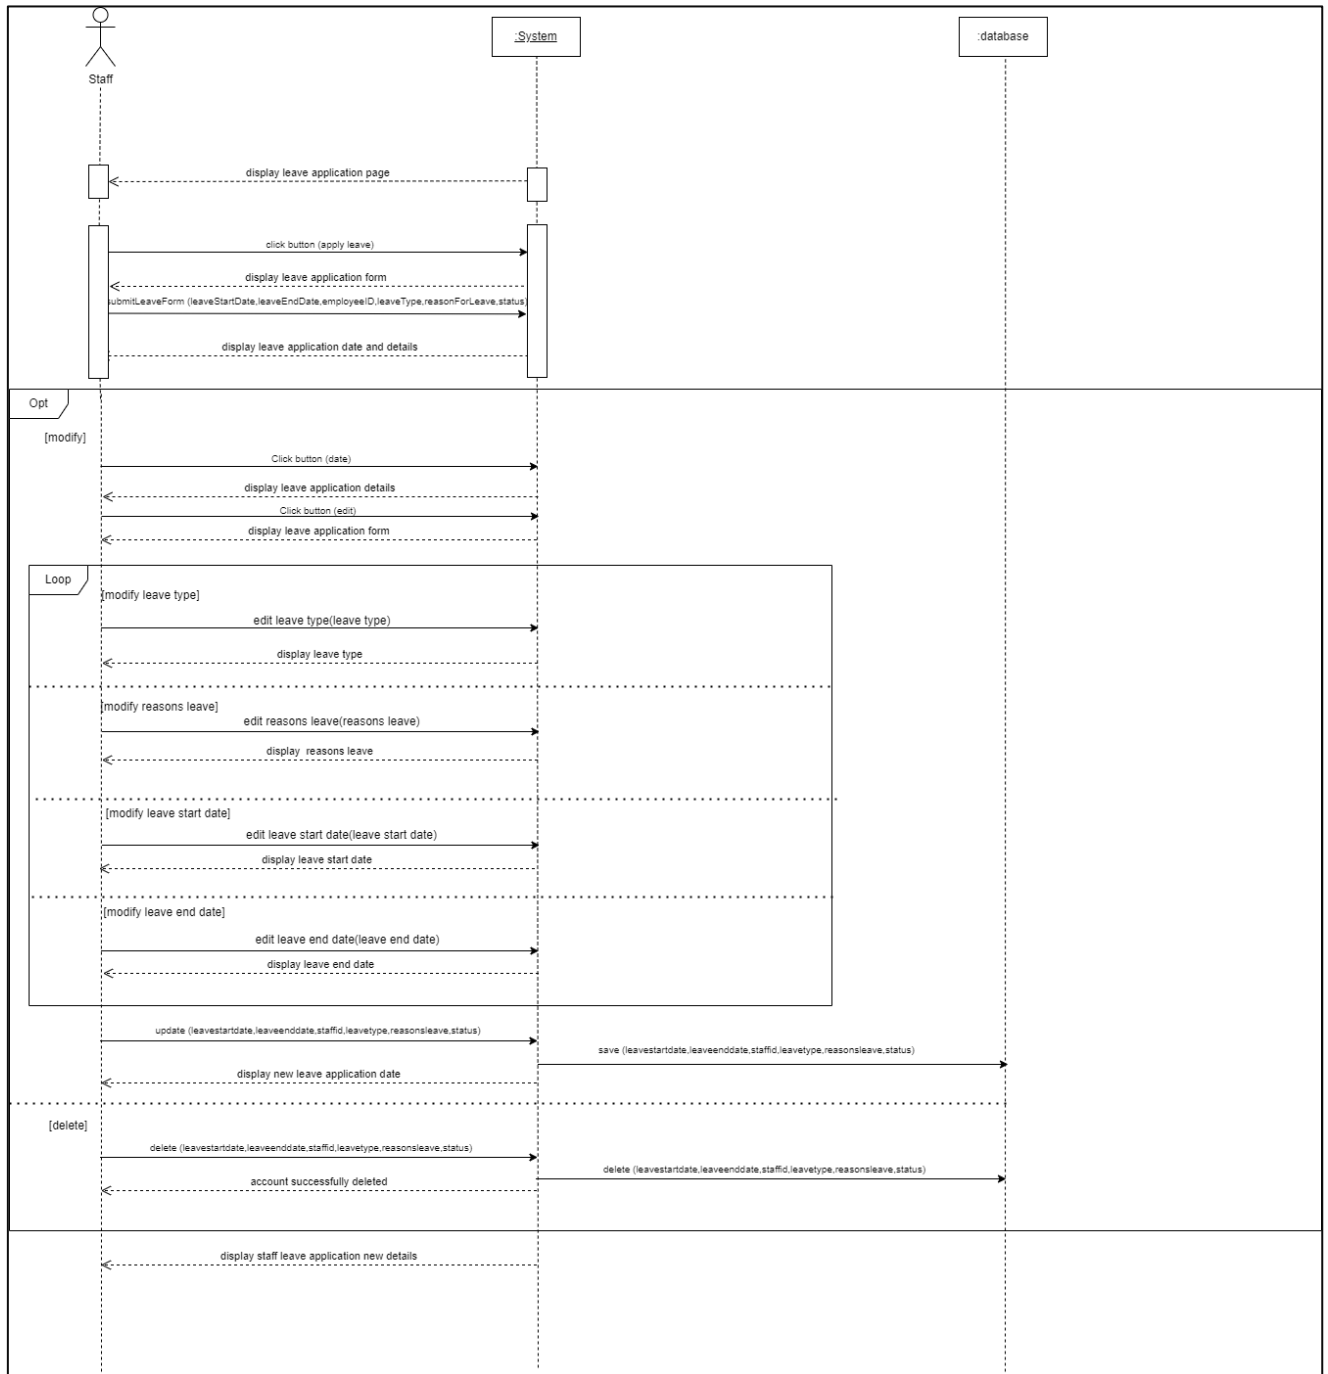 Staff
:System
:database
display leave application page
click button (apply leave)
display leave application form
submitLeaveForm (leaveStartDate,leaveEndDate,employeeID,leaveType,reasonForLeave,status)
display leave application date and details
Opt
[modify]
Click button (date)
display leave application details
Click button (edit)
display leave application form
Loop
[modify leave type]
edit leave type(leave type)
display leave type
[modify reasons leave]
edit reasons leave(reasons leave)
display reasons leave
[modify leave start date]
edit leave start date(leave start date)
display leave start date
[modify leave end date]
edit leave end date(leave end date)
display leave end date
update (leavestartdate,leaveenddate,staffid,leavetype,reasonsleave,status)
save (leavestartdate,leaveenddate,staffid,leavetype,reasonsleave,status)
display new leave application date
[delete]
delete (leavestartdate,leaveenddate,staffid,leavetype,reasonsleave,status)
delete (leavestartdate,leaveenddate,staffid,leavetype,reasonsleave,status)
account successfully deleted
display staff leave application new details